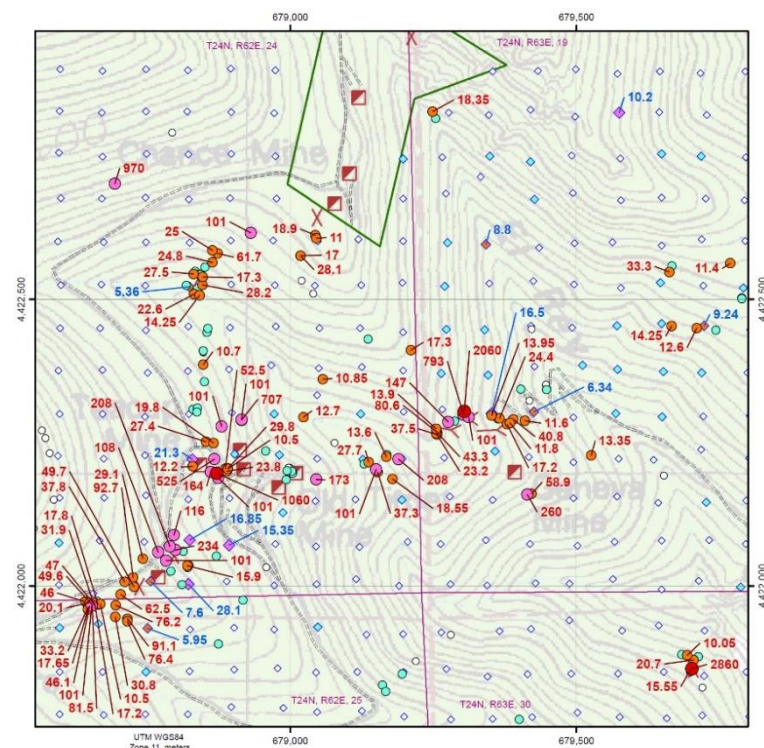 679,000 679,500
T24N, R62E, 24 T24N, R63E, 19
18.35 10.2
Chance Mine
970
101 18.9 11 8.8
25 61.7 17
24.8 33.3 11.4
27.5 17.3 28.1
5.36 28.2
4,422,500 4,422,500
22.6 16.5 9.24
14.25 14.25
12.6
17.3 2060 13.95
10.7 52.5 793 24.4
101
208 101 707 10.85 147 6.34
19.8 13.9
27.4 29.8 12.7 80.6 11.6
108 21.3 10.5 13.6 37.5 101 40.8 13.35
49.7 12.2 23.8 27.7 43.3 11.8
29.1 525 23.2 17.2
37.8 164 173 208 58.9
92.7 1060
17.8 101 18.55
116 101 37.3 260
31.9 16.85 Geneva
Mine Mine
47 234 15.35
49.6 101
46 15.9
4,422,000 4,422,000
20.1 62.5 7.6 28.1
76.2
33.2 5.95
17.65 91.1 10.05
46.1 76.4 20.7 2860
101 30.8
81.5 10.5 15.55
17.2
T24N, R62E, 25 T24N, R63E, 30
679,000 679,500
UTM WGS84
Zone 11, meters